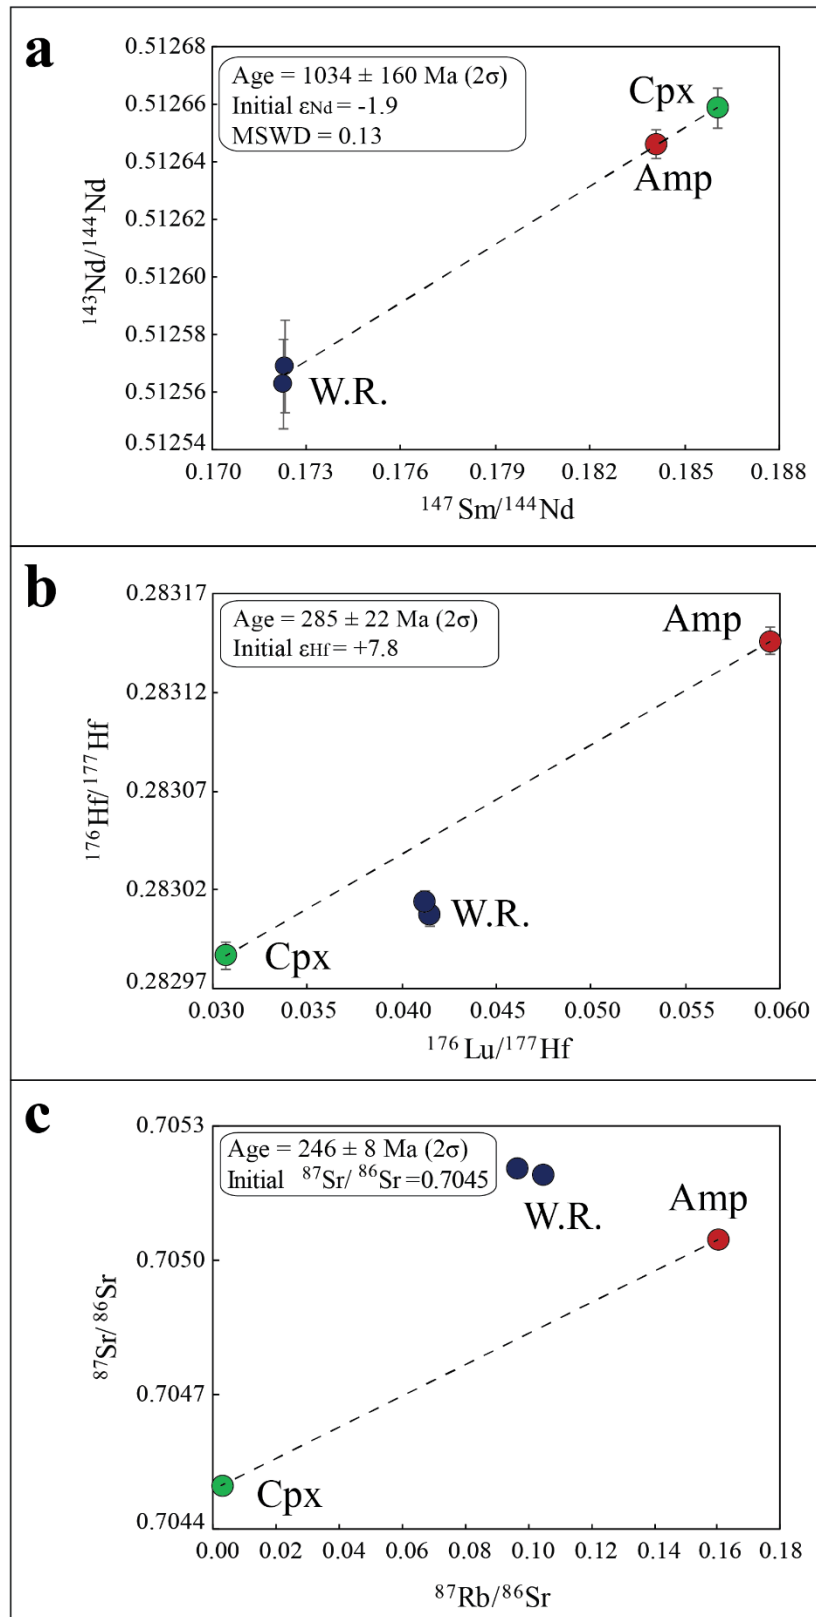 a
0.51268
0.51266
0.51264
0.51262
0.51260
0.51258
0.51256
0.51254
¹⁴³Nd/¹⁴⁴Nd
Age = 1034 ± 160 Ma (2σ)
Initial εNd = -1.9
MSWD = 0.13
Cpx
Amp
W.R.
0.170 0.173 0.176 0.179 0.182 0.185 0.188
¹⁴⁷Sm/¹⁴⁴Nd
b
0.28317
0.28312
0.28307
0.28302
0.28297
¹⁷⁶Hf/¹⁷⁷Hf
Age = 285 ± 22 Ma (2σ)
Initial εHf = +7.8
Amp
W.R.
Cpx
0.030 0.035 0.040 0.045 0.050 0.055 0.060
¹⁷⁶Lu/¹⁷⁷Hf
c
0.7053
0.7050
0.7047
0.7044
⁸⁷Sr/⁸⁶Sr
Age = 246 ± 8 Ma (2σ)
Initial ⁸⁷Sr/⁸⁶Sr =0.7045
W.R.
Amp
Cpx
0.00 0.02 0.04 0.06 0.08 0.10 0.12 0.14 0.16 0.18
⁸⁷Rb/⁸⁶Sr